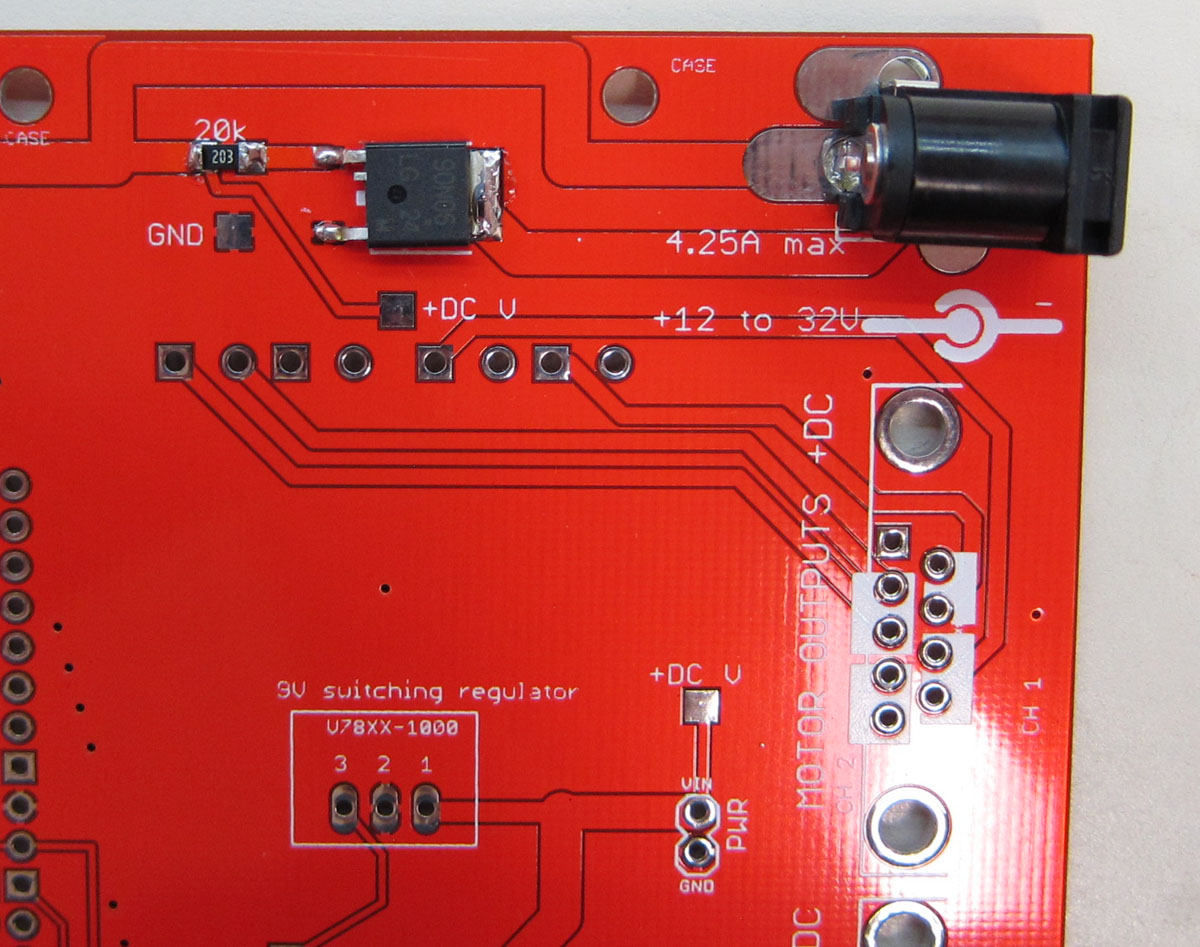 CASE
CASE
20k
203
GND
4.25A max
+DC V
+12 to 32V
-
MOTOR OUTPUTS +DC
CH 1
CH 2
9V switching regulator
V78XX-1000
3 2 1
+DC V
VIN
PWR
GND
DC